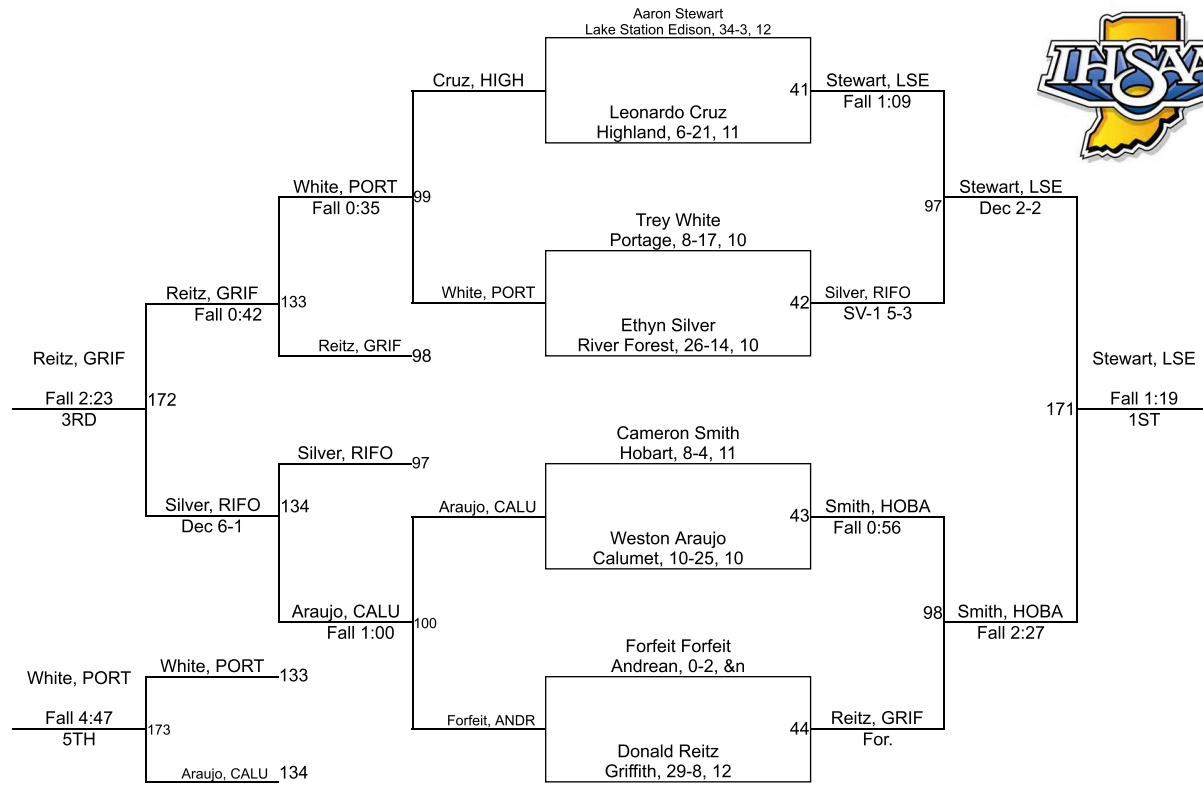 Aaron Stewart
Lake Station Edison, 34-3, 12
IHSAA
Cruz, HIGH
41
Stewart, LSE
Fall 1:09
Leonardo Cruz
Highland, 6-21, 11
White, PORT
Fall 0:35
99
97
Stewart, LSE
Dec 2-2
Trey White
Portage, 8-17, 10
Reitz, GRIF
Fall 0:42
133
White, PORT
42
Silver, RIFO
SV-1 5-3
Ethyn Silver
River Forest, 26-14, 10
Reitz, GRIF
98
Reitz, GRIF
Fall 2:23
3RD
172
Stewart, LSE
171
Fall 1:19
1ST
Cameron Smith
Hobart, 8-4, 11
Silver, RIFO
97
Silver, RIFO
Dec 6-1
134
Araujo, CALU
43
Smith, HOBA
Fall 0:56
Weston Araujo
Calumet, 10-25, 10
Araujo, CALU
Fall 1:00
100
98
Smith, HOBA
Fall 2:27
Forfeit Forfeit
Andrean, 0-2, &n
White, PORT
Fall 4:47
5TH
White, PORT
133
173
Forfeit, ANDR
44
Reitz, GRIF
For.
Donald Reitz
Griffith, 29-8, 12
Araujo, CALU
134